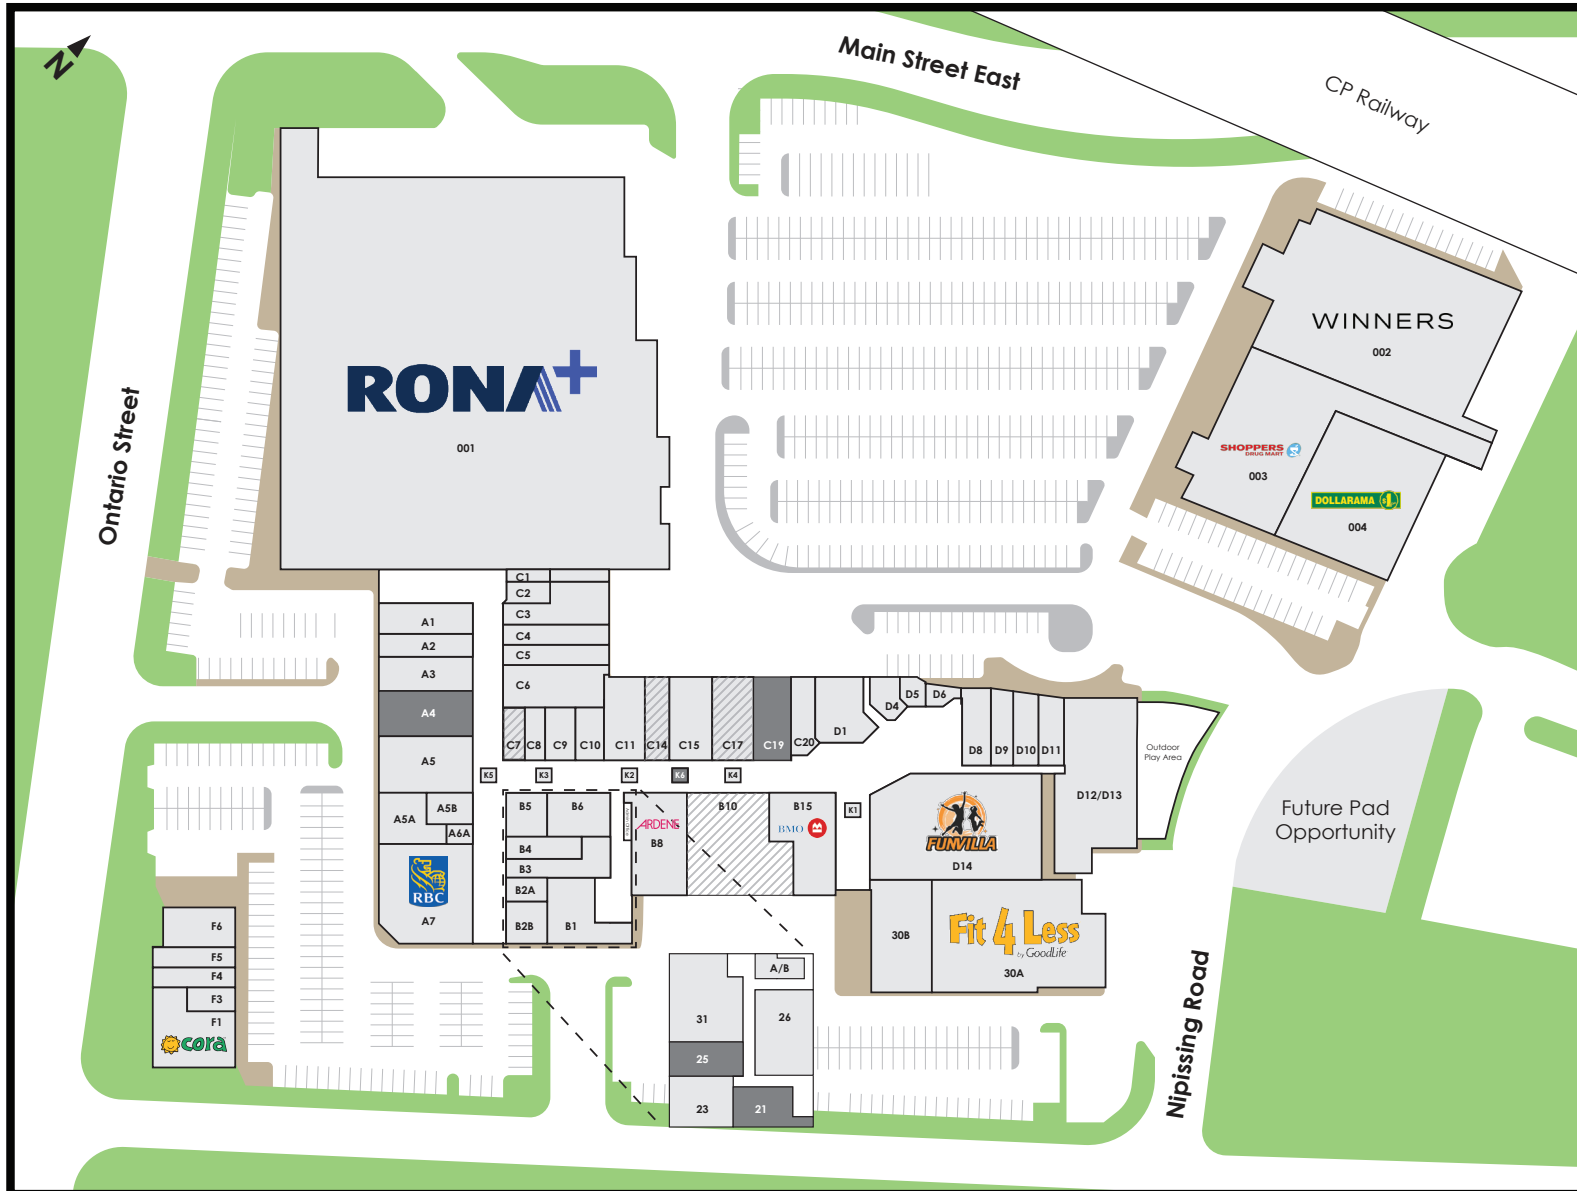 N
Main Street East
CP Railway
Ontario Street
RONA+
001
WINNERS
002
SHOPPERS
DRUG MART
003
DOLLARAMA $1
004
C1
C2
C3
C4
C5
C6
A1
A2
A3
A4
A5
A5A
A5B
A6A
RBC
A7
C7
C8
C9
C10
C11
C14
C15
C17
C19
C20
D1
D4
D5
D6
D8
D9
D10
D11
D12/D13
Outdoor
Play Area
Future Pad
Opportunity
K5
K3
K2
K6
K4
K1
B5
B6
B4
B3
B2A
B2B
B1
ARDENE
B8
B10
B15
BMO
FUNVILLA
D14
30B
Fit 4 Less
by GoodLife
30A
F6
F5
F4
F3
F1
cora
A/B
31
26
25
23
21
Nipissing Road